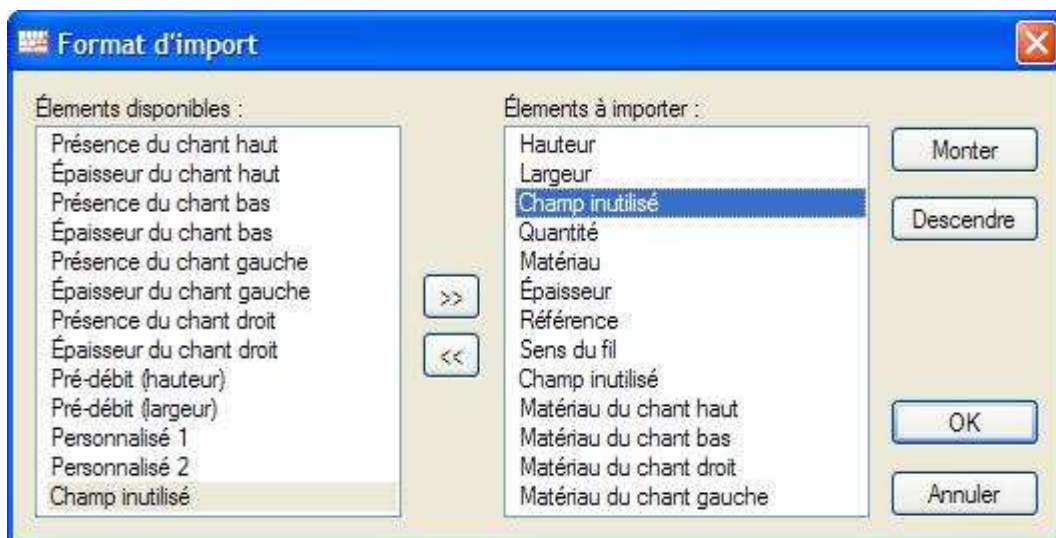 Format d'import
Élements disponibles :
Présence du chant haut
Épaisseur du chant haut
Présence du chant bas
Épaisseur du chant bas
Présence du chant gauche
Épaisseur du chant gauche
Présence du chant droit
Épaisseur du chant droit
Pré-débit (hauteur)
Pré-débit (largeur)
Personnalisé 1
Personnalisé 2
Champ inutilisé
>>
<<
Élements à importer :
Hauteur
Largeur
Champ inutilisé
Quantité
Matériau
Épaisseur
Référence
Sens du fil
Champ inutilisé
Matériau du chant haut
Matériau du chant bas
Matériau du chant droit
Matériau du chant gauche
Monter
Descendre
OK
Annuler